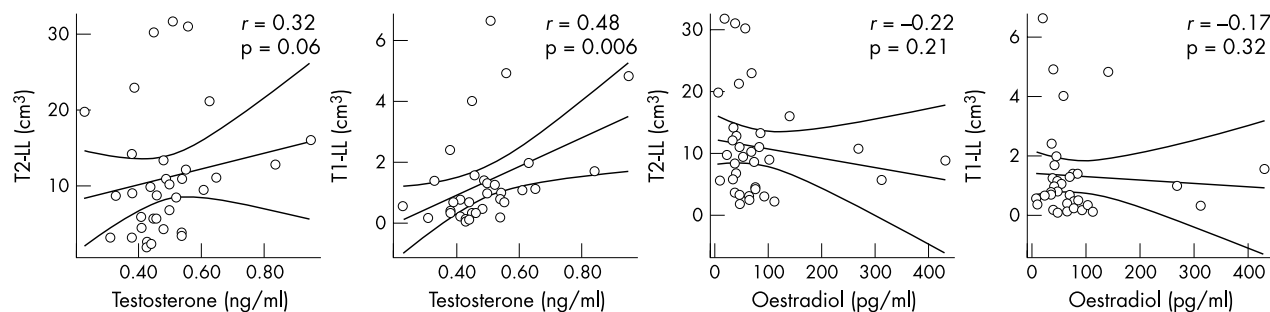 30
20
10
T2-LL (cm³)
r = 0.32
p = 0.06
0.40 0.60 0.80
Testosterone (ng/ml)
6
4
2
0
T1-LL (cm³)
r = 0.48
p = 0.006
0.40 0.60 0.80
Testosterone (ng/ml)
30
20
10
0
T2-LL (cm³)
r = –0.22
p = 0.21
0 100 200 300 400
Oestradiol (pg/ml)
6
4
2
0
T1-LL (cm³)
r = –0.17
p = 0.32
0 100 200 300 400
Oestradiol (pg/ml)